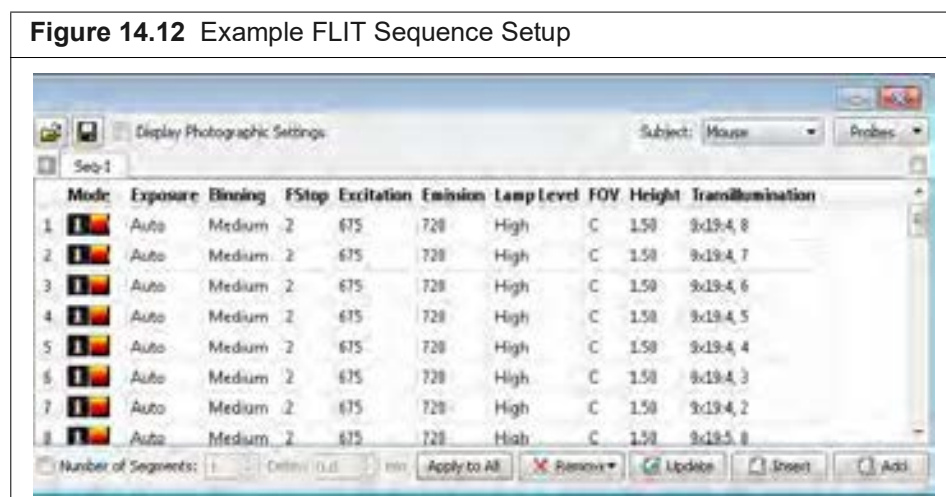 Figure 14.12 Example FLIT Sequence Setup
Display Photographic Settings Subject: Mouse Probes
Seq-1
Mode Exposure Binning FStop Excitation Emission Lamp Level FOV Height Transillumination
1 Auto Medium 2 675 720 High C 1.50 9x19:4, 8
2 Auto Medium 2 675 720 High C 1.50 9x19:4, 7
3 Auto Medium 2 675 720 High C 1.50 9x19:4, 6
4 Auto Medium 2 675 720 High C 1.50 9x19:4, 5
5 Auto Medium 2 675 720 High C 1.50 9x19:4, 4
6 Auto Medium 2 675 720 High C 1.50 9x19:4, 3
7 Auto Medium 2 675 720 High C 1.50 9x19:4, 2
8 Auto Medium 2 675 720 High C 1.50 9x19:5, 8
Number of Segments: 1 Apply to All Remove Update Insert Add